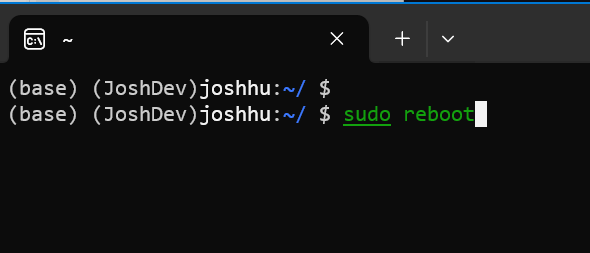 C:\ ~
(base) (JoshDev)joshhu:~/ $
(base) (JoshDev)joshhu:~/ $ sudo reboot